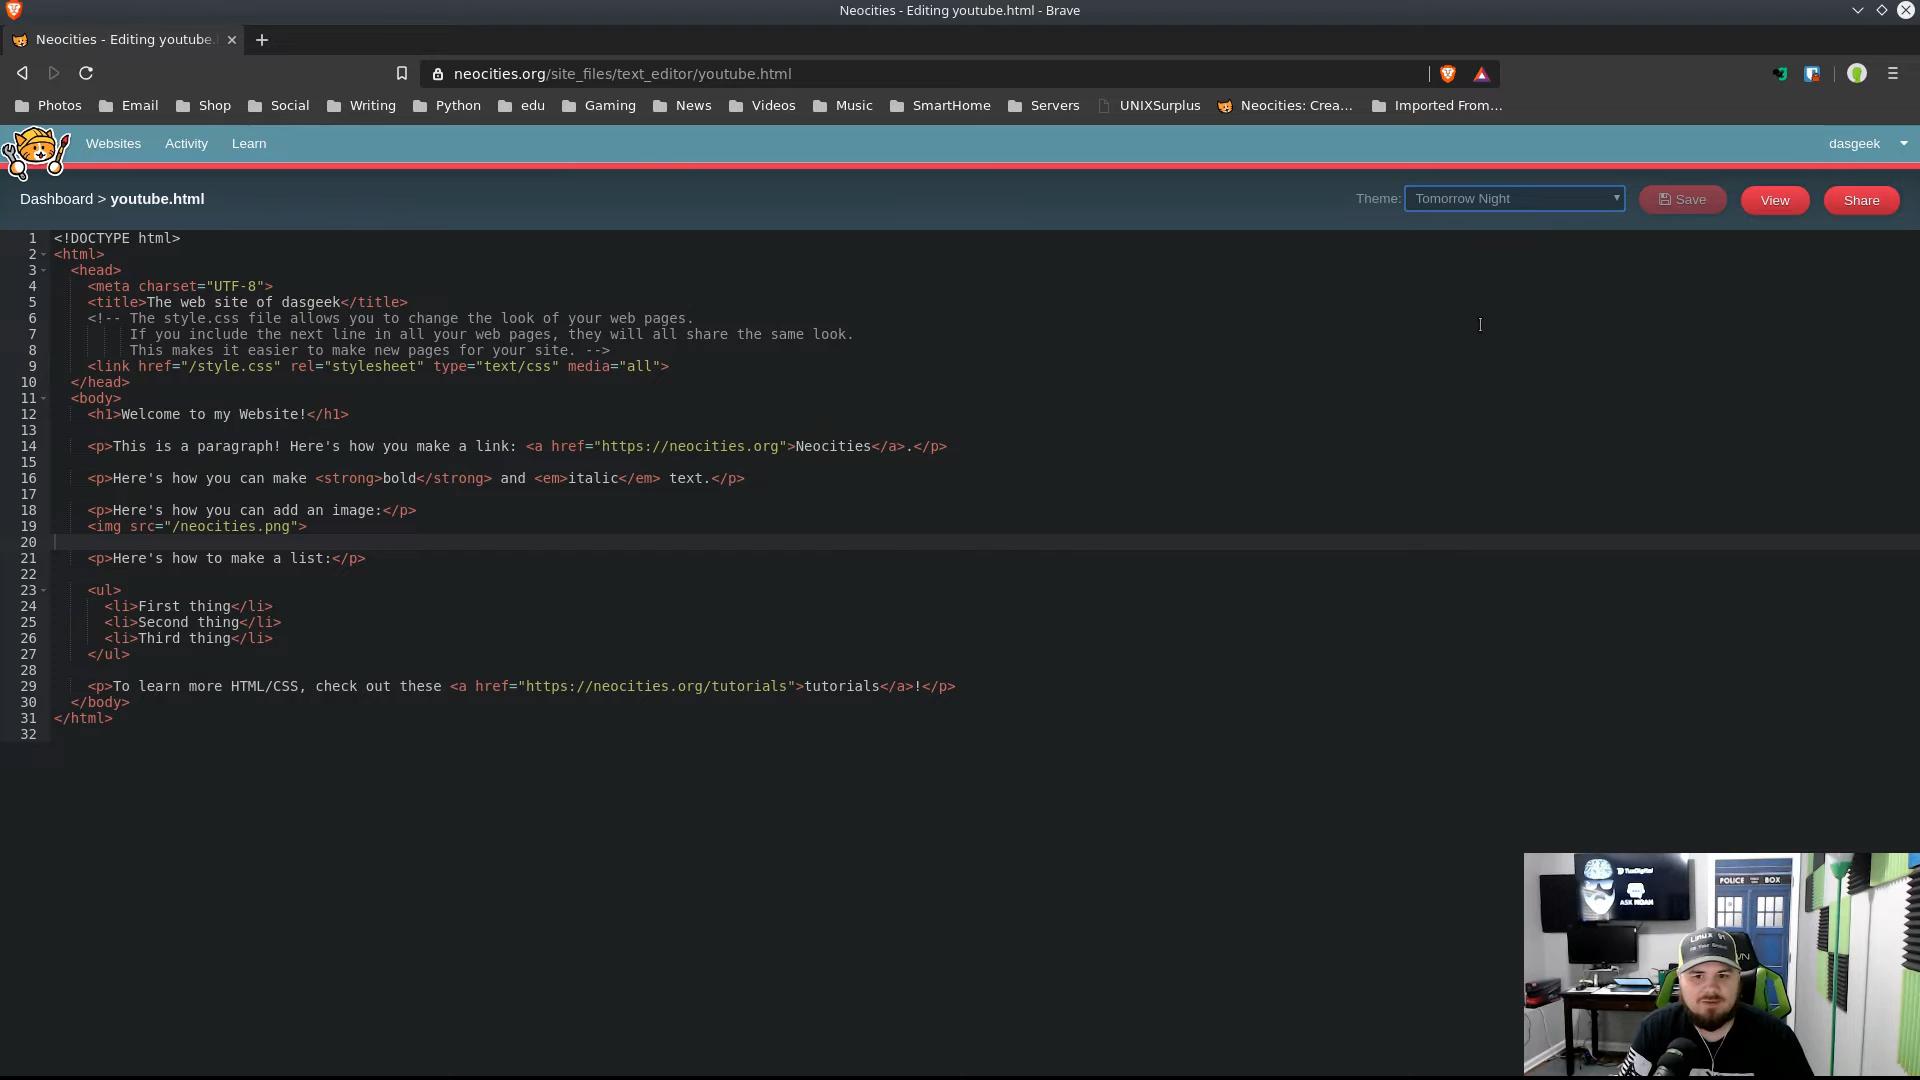 Neocities - Editing youtube.html - Brave
Neocities - Editing youtube.
neocities.org/site_files/text_editor/youtube.html
Photos Email Shop Social Writing Python edu Gaming News Videos Music SmartHome Servers UNIXSurplus Neocities: Crea... Imported From...
Websites Activity Learn dasgeek
Dashboard > youtube.html Theme: Tomorrow Night Save View Share
1 <!DOCTYPE html>
2 <html>
3 <head>
4 <meta charset="UTF-8">
5 <title>The web site of dasgeek</title>
6 <!-- The style.css file allows you to change the look of your web pages.
7 If you include the next line in all your web pages, they will all share the same look.
8 This makes it easier to make new pages for your site. -->
9 <link href="/style.css" rel="stylesheet" type="text/css" media="all">
10 </head>
11 <body>
12 <h1>Welcome to my Website!</h1>
13
14 <p>This is a paragraph! Here's how you make a link: <a href="https://neocities.org">Neocities</a>.</p>
15
16 <p>Here's how you can make <strong>bold</strong> and <em>italic</em> text.</p>
17
18 <p>Here's how you can add an image:</p>
19 <img src="/neocities.png">
20
21 <p>Here's how to make a list:</p>
22
23 <ul>
24 <li>First thing</li>
25 <li>Second thing</li>
26 <li>Third thing</li>
27 </ul>
28
29 <p>To learn more HTML/CSS, check out these <a href="https://neocities.org/tutorials">tutorials</a>!</p>
30 </body>
31 </html>
32
TuxDigital
ASK NOAH
POLICE BOX
Linux